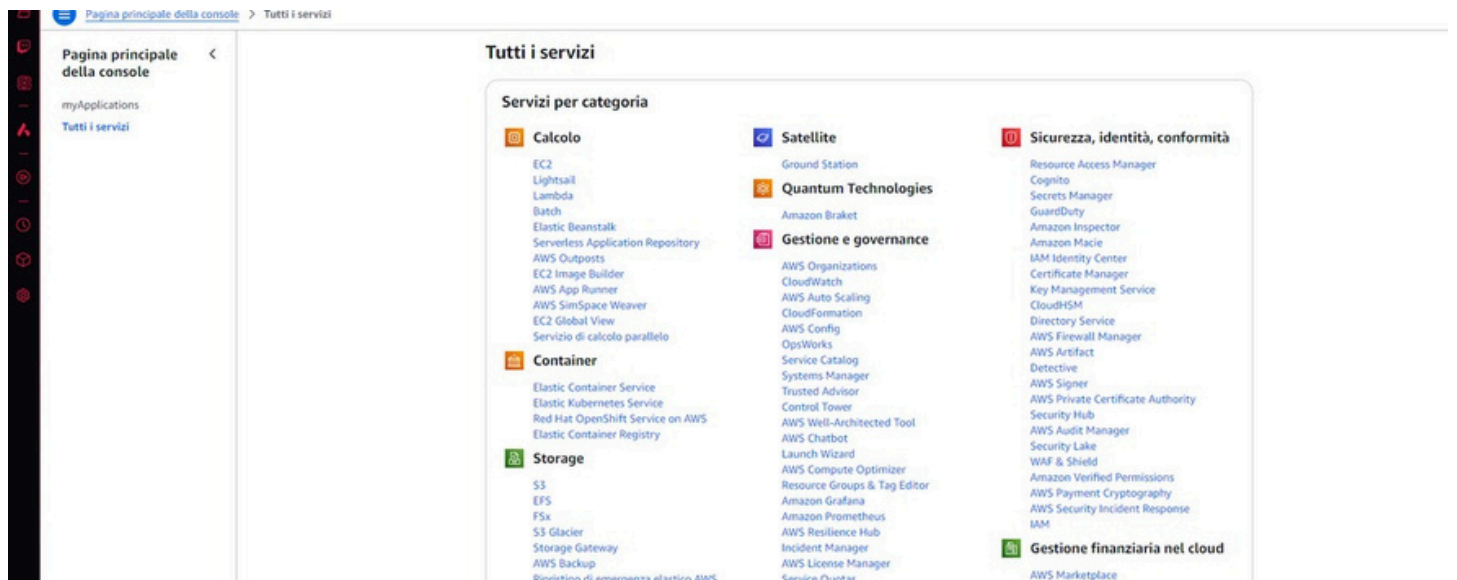 Pagina principale della console > Tutti i servizi
Pagina principale
della console
myApplications
Tutti i servizi
Tutti i servizi
Servizi per categoria
Calcolo
EC2
Lightsail
Lambda
Batch
Elastic Beanstalk
Serverless Application Repository
AWS Outposts
EC2 Image Builder
AWS App Runner
AWS SimSpace Weaver
EC2 Global View
Servizio di calcolo parallelo
Container
Elastic Container Service
Elastic Kubernetes Service
Red Hat OpenShift Service on AWS
Elastic Container Registry
Storage
S3
EFS
FSx
S3 Glacier
Storage Gateway
AWS Backup
Ripristino di emergenza elastico AWS
Satellite
Ground Station
Quantum Technologies
Amazon Braket
Gestione e governance
AWS Organizations
CloudWatch
AWS Auto Scaling
CloudFormation
AWS Config
OpsWorks
Service Catalog
Systems Manager
Trusted Advisor
Control Tower
AWS Well-Architected Tool
AWS Chatbot
Launch Wizard
AWS Compute Optimizer
Resource Groups & Tag Editor
Amazon Grafana
Amazon Prometheus
AWS Resilience Hub
Incident Manager
AWS License Manager
Service Quotas
Sicurezza, identità, conformità
Resource Access Manager
Cognito
Secrets Manager
GuardDuty
Amazon Inspector
Amazon Macie
IAM Identity Center
Certificate Manager
Key Management Service
CloudHSM
Directory Service
AWS Firewall Manager
AWS Artifact
Detective
AWS Signer
AWS Private Certificate Authority
Security Hub
AWS Audit Manager
Security Lake
WAF & Shield
Amazon Verified Permissions
AWS Payment Cryptography
AWS Security Incident Response
IAM
Gestione finanziaria nel cloud
AWS Marketplace